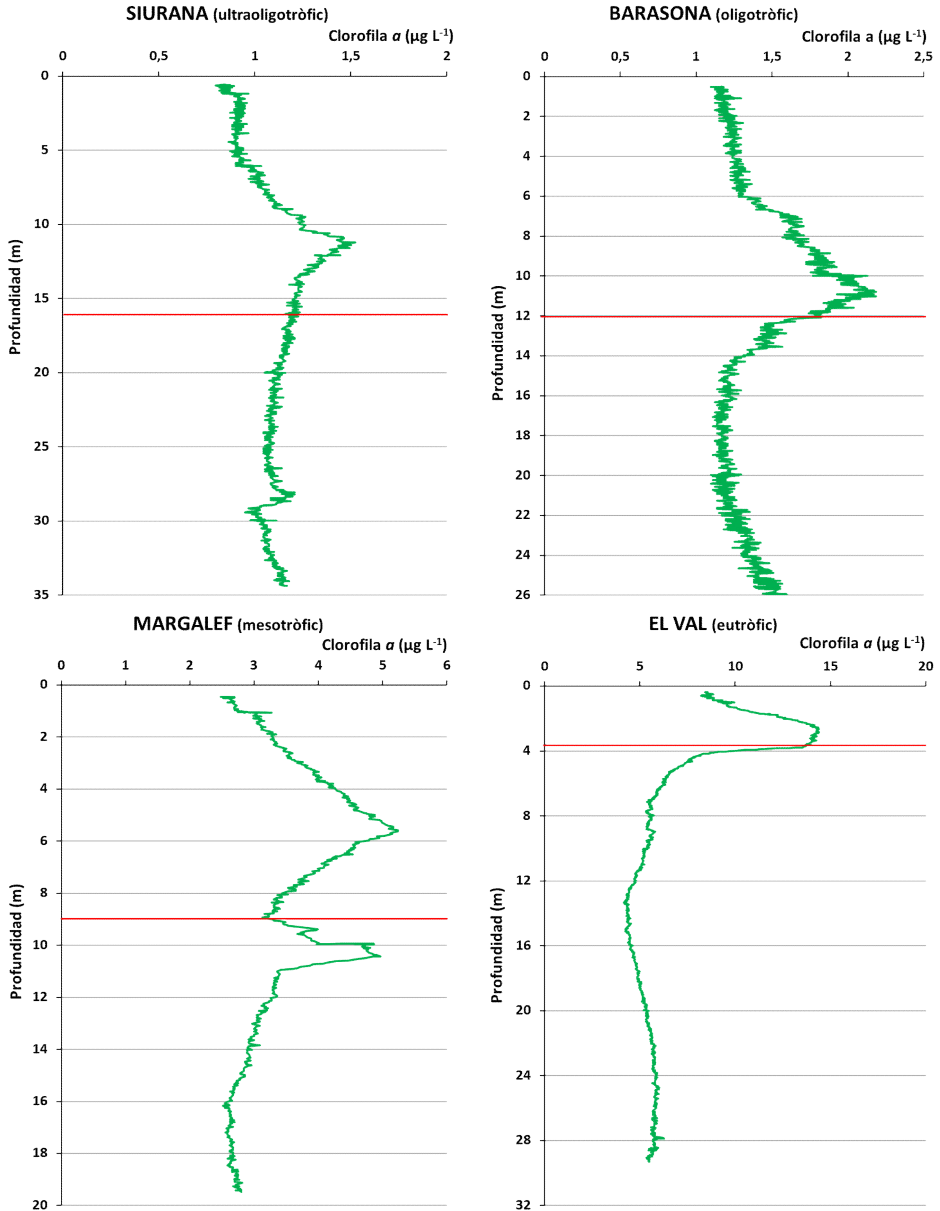 SIURANA (ultraoligotròfic)
Clorofila a (µg L-1)
0 0,5 1 1,5 2
0
5
10
15
20
25
30
35
Profundidad (m)
BARASONA (oligotròfic)
Clorofila a (µg L-1)
0 0,5 1 1,5 2 2,5
0
2
4
6
8
10
12
14
16
18
20
22
24
26
Profundidad (m)
MARGALEF (mesotròfic)
Clorofila a (µg L-1)
0 1 2 3 4 5 6
0
2
4
6
8
10
12
14
16
18
20
Profundidad (m)
EL VAL (eutròfic)
Clorofila a (µg L-1)
0 5 10 15 20
0
4
8
12
16
20
24
28
32
Profundidad (m)